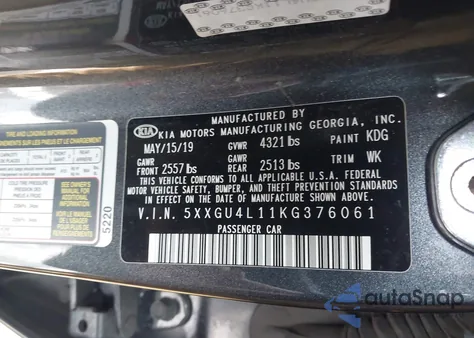 MANUFACTURED BY
KIA KIA MOTORS MANUFACTURING GEORGIA, INC.
MAY/15/19 GVWR 4321 lbs PAINT KDG
GAWR FRONT 2557 lbs GAWR REAR 2513 lbs TRIM WK
THIS VEHICLE CONFORMS TO ALL APPLICABLE U.S.A. FEDERAL
MOTOR VEHICLE SAFETY, BUMPER, AND THEFT PREVENTION STANDARDS
IN EFFECT ON THE DATE OF
MANUFACTURE SHOWN ABOVE.
V.I.N. 5XXGU4L11KG376061
PASSENGER CAR
5220
autoSnap